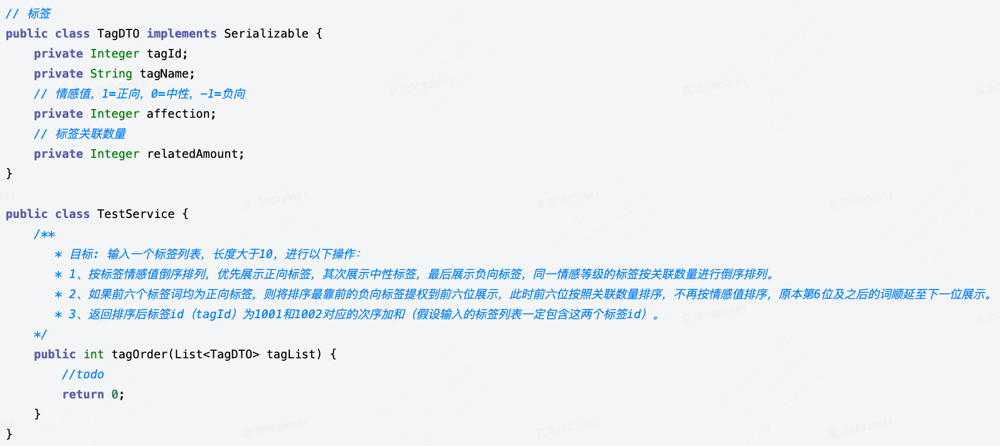 // 标签
public class TagDTO implements Serializable {
    private Integer tagId;
    private String tagName;
    // 情感值，1=正向，0=中性，-1=负向
    private Integer affection;
    // 标签关联数量
    private Integer relatedAmount;
}
public class TestService {
    /**
       * 目标: 输入一个标签列表，长度大于10，进行以下操作：
       * 1、按标签情感值倒序排列，优先展示正向标签，其次展示中性标签，最后展示负向标签，同一情感等级的标签按关联数量进行倒序排列。
       * 2、如果前六个标签词均为正向标签，则将排序最靠前的负向标签提权到前六位展示，此时前六位按照关联数量排序，不再按情感值排序，原本第6位及之后的词顺延至下一位展示。
       * 3、返回排序后标签id（tagId）为1001和1002对应的次序加和（假设输入的标签列表一定包含这两个标签id）。
    */
    public int tagOrder(List<TagDTO> tagList) {
        //todo
        return 0;
    }
}